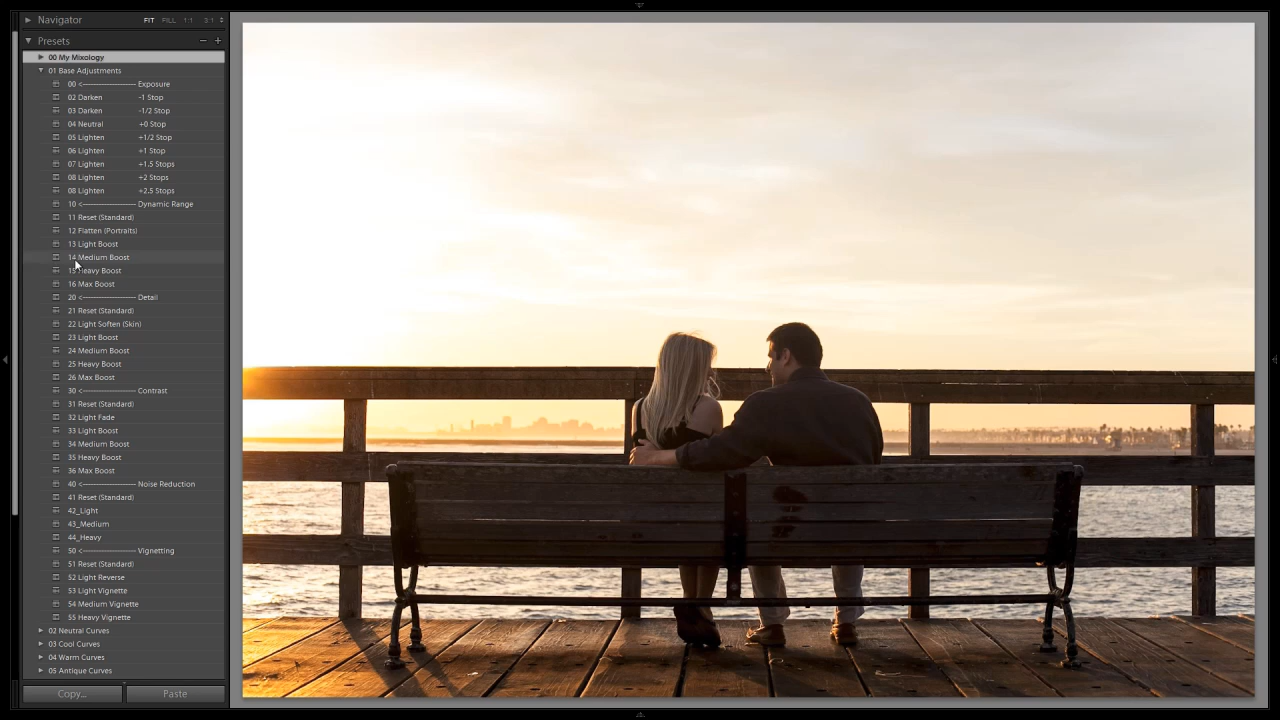 Navigator FIT FILL 1:1 3:1
Presets − +
00 My Mixology
01 Base Adjustments
00 <—————— Exposure
02 Darken -1 Stop
03 Darken -1/2 Stop
04 Neutral +0 Stop
05 Lighten +1/2 Stop
06 Lighten +1 Stop
07 Lighten +1.5 Stops
08 Lighten +2 Stops
08 Lighten +2.5 Stops
10 <—————— Dynamic Range
11 Reset (Standard)
12 Flatten (Portraits)
13 Light Boost
14 Medium Boost
15 Heavy Boost
16 Max Boost
20 <—————— Detail
21 Reset (Standard)
22 Light Soften (Skin)
23 Light Boost
24 Medium Boost
25 Heavy Boost
26 Max Boost
30 <—————— Contrast
31 Reset (Standard)
32 Light Fade
33 Light Boost
34 Medium Boost
35 Heavy Boost
36 Max Boost
40 <—————— Noise Reduction
41 Reset (Standard)
42_Light
43_Medium
44_Heavy
50 <—————— Vignetting
51 Reset (Standard)
52 Light Reverse
53 Light Vignette
54 Medium Vignette
55 Heavy Vignette
02 Neutral Curves
03 Cool Curves
04 Warm Curves
05 Antique Curves
Copy... Paste